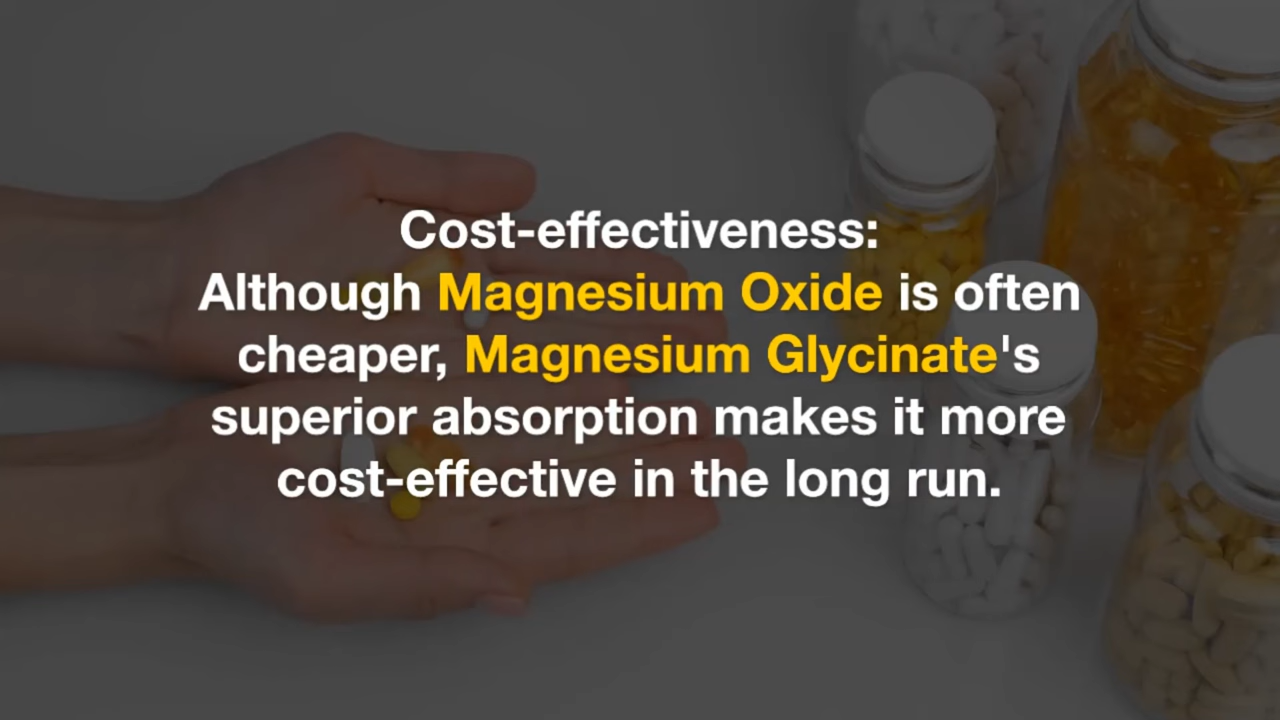 Cost-effectiveness:
Although Magnesium Oxide is often
cheaper, Magnesium Glycinate's
superior absorption makes it more
cost-effective in the long run.